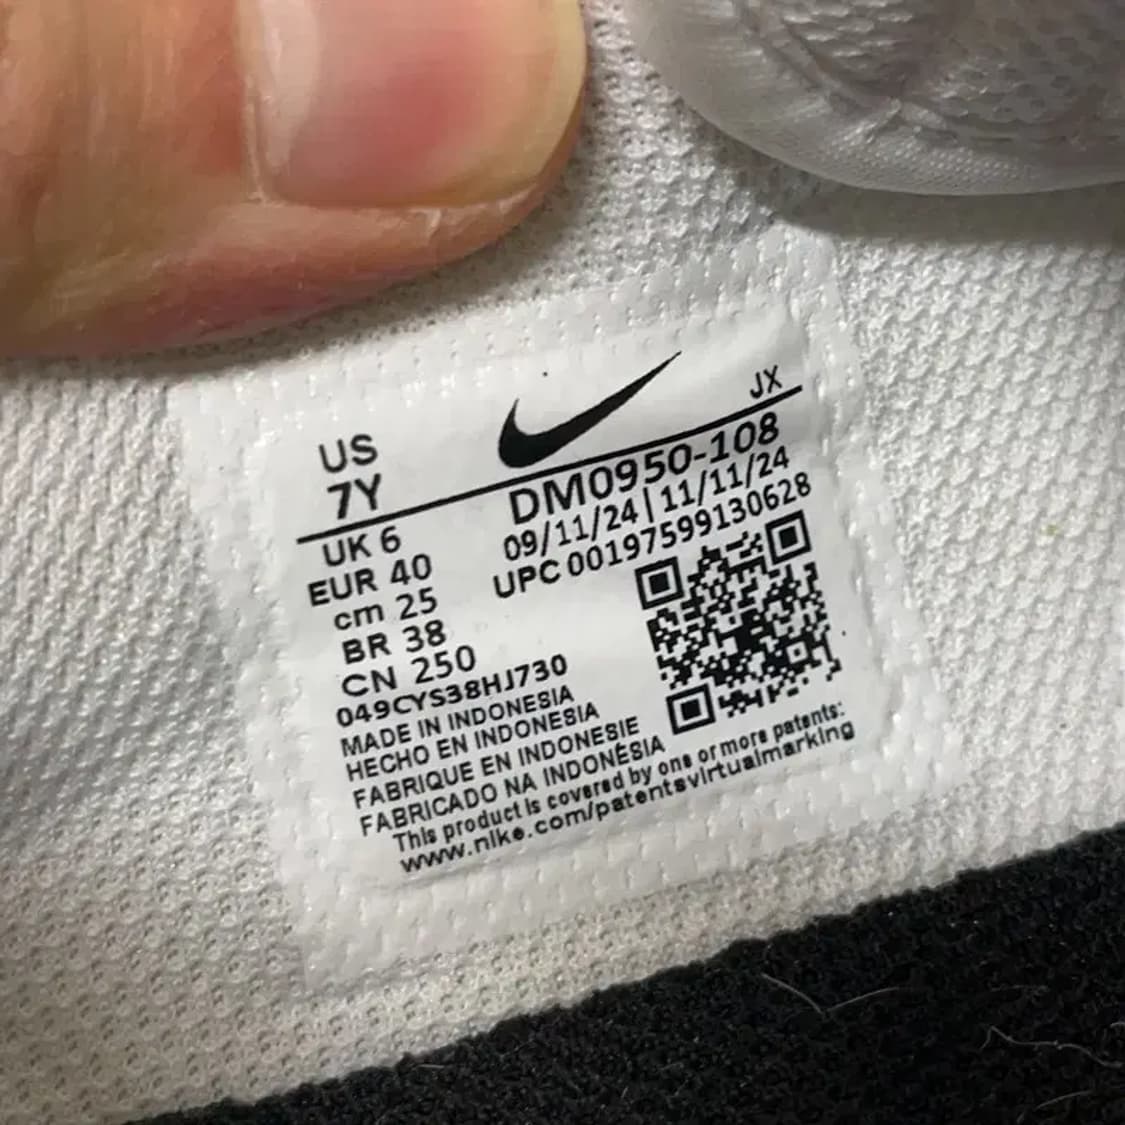 JX
US
7Y
DM0950-108
09/11/24|11/11/24
UPC 00197599130628
UK 6
EUR 40
cm 25
BR 38
CN 250
049CYS38HJ730
MADE IN INDONESIA
HECHO EN INDONESIA
FABRIQUE EN INDONESIE
FABRICADO NA INDONÉSIA
This product is covered by one or more patents:
www.nike.com/patentsvirtualmarking